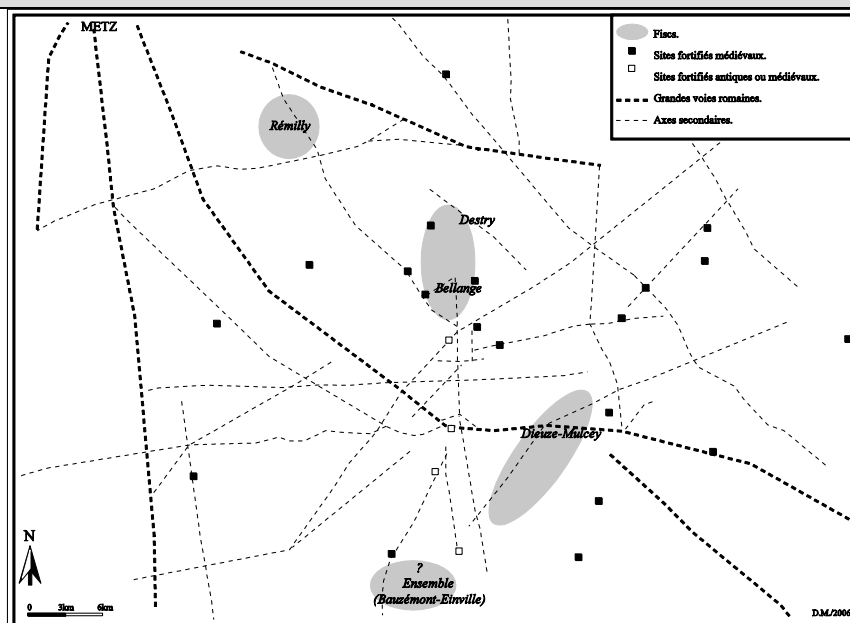 METZ
Fiscs.
Sites fortifiés médiévaux.
Sites fortifiés antiques ou médiévaux.
Grandes voies romaines.
Axes secondaires.
Rémilly
Destry
Bellange
Dieuze-Mulcey
?
Ensemble
(Bauzémont-Einville)
N
0 3km 6km
D.M./2006